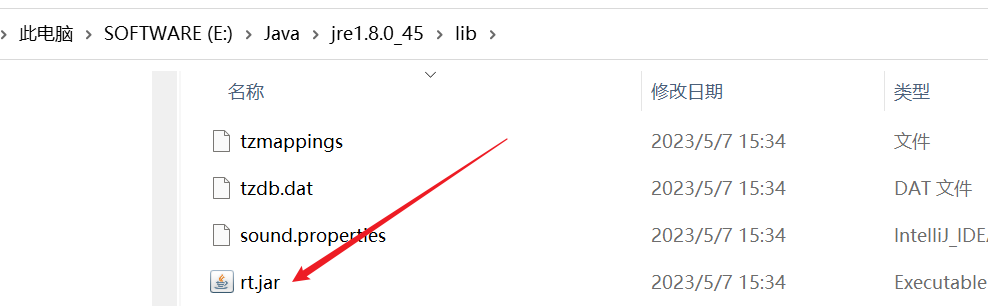 此电脑 > SOFTWARE (E:) > Java > jre1.8.0_45 > lib >
名称 修改日期 类型
tzmappings 2023/5/7 15:34 文件
tzdb.dat 2023/5/7 15:34 DAT 文件
sound.properties 2023/5/7 15:34 IntelliJ_IDE
rt.jar 2023/5/7 15:34 Executable